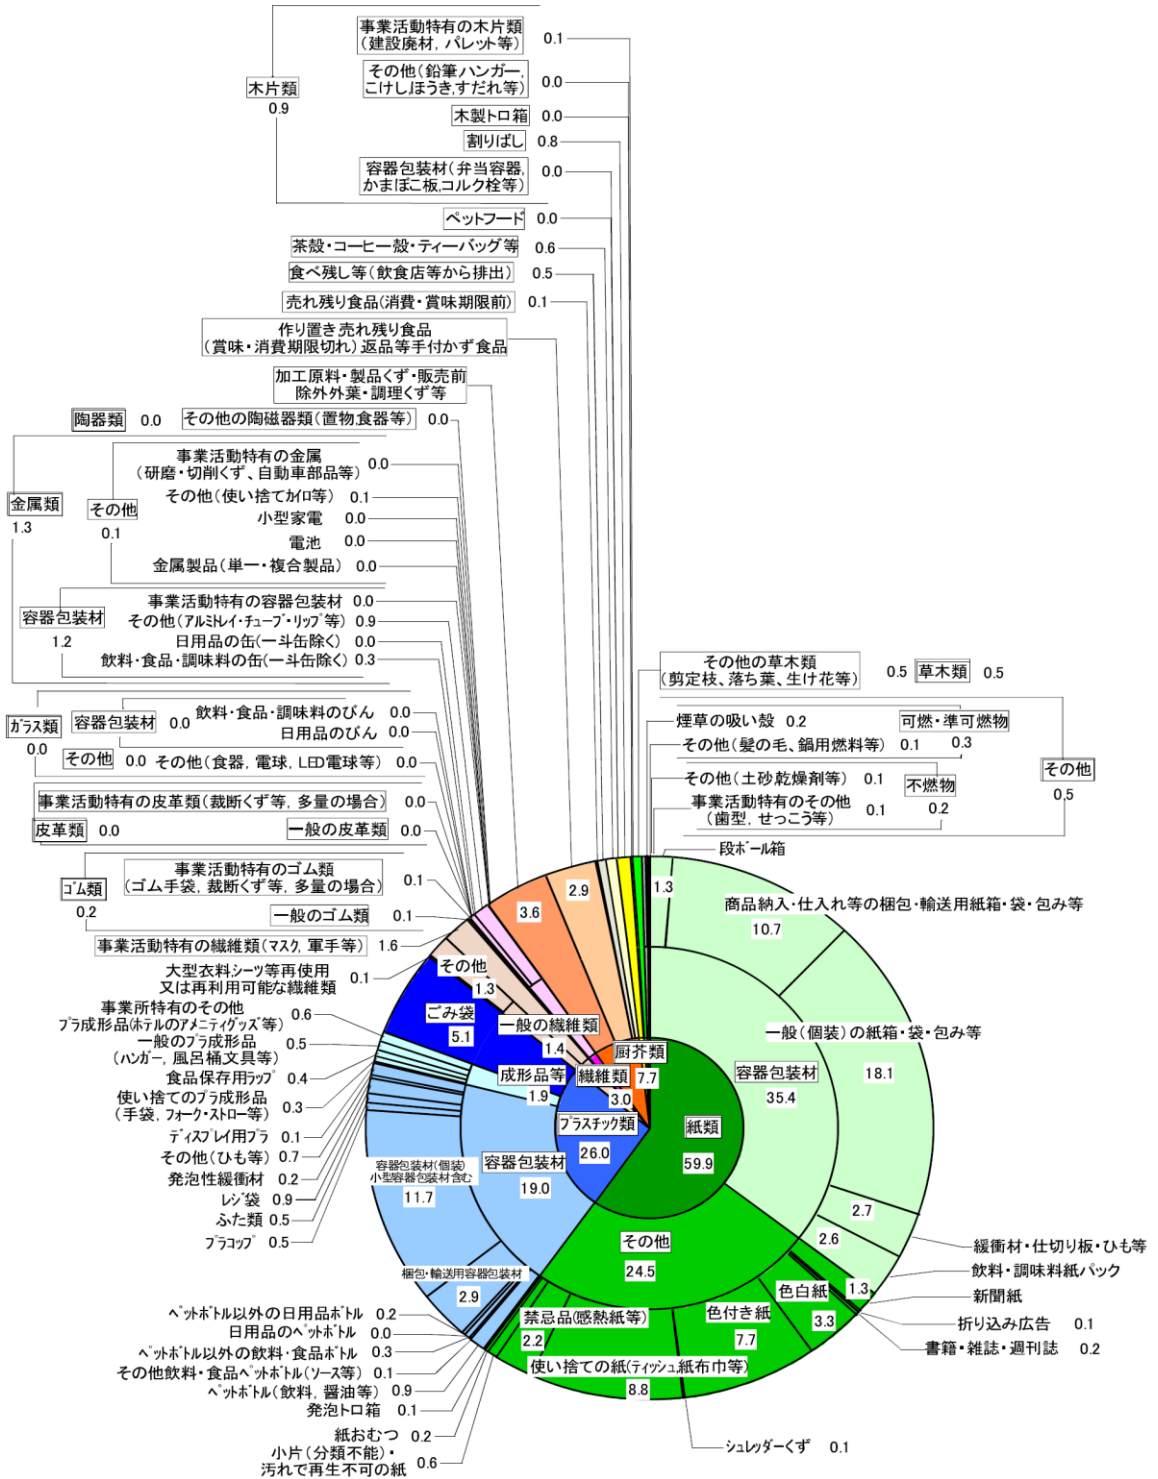 事業活動特有の木片類
(建設廃材, パレット等) 0.1
その他(鉛筆,ハンガー,
こけし,ほうき,すだれ等) 0.0
木片類
0.9
木製トロ箱 0.0
割りばし 0.8
容器包装材(弁当容器,
かまぼこ板,コルク栓等) 0.0
ペットフード 0.0
茶殻・コーヒー殻・ティーバッグ等 0.6
食べ残し等(飲食店等から排出) 0.5
売れ残り食品(消費・賞味期限前) 0.1
作り置き,売れ残り食品
(賞味・消費期限切れ),返品等手付かず食品
加工原料・製品くず・販売前
除外外葉・調理くず等
陶器類 0.0 その他の陶磁器類(置物,食器等) 0.0
事業活動特有の金属
(研磨・切削くず、自動車部品等) 0.0
金属類
1.3
その他
0.1
その他(使い捨てカイロ等) 0.1
小型家電 0.0
電池 0.0
金属製品(単一・複合製品) 0.0
容器包装材
1.2
事業活動特有の容器包装材 0.0
その他(アルミトレイ・チューブ・リップ等) 0.9
日用品の缶(一斗缶除く) 0.0
飲料・食品・調味料の缶(一斗缶除く) 0.3
その他の草木類
(剪定枝、落ち葉、生け花等) 0.5 草木類 0.5
ガラス類
0.0
容器包装材 0.0
飲料・食品・調味料のびん 0.0
日用品のびん 0.0
その他 0.0 その他(食器, 電球, LED電球等) 0.0
煙草の吸い殻 0.2
その他(髪の毛、鍋用燃料等) 0.1
可燃・準可燃物
0.3
その他
0.5
その他(土砂乾燥剤等) 0.1
事業活動特有のその他
(歯型, せっこう等) 0.1
不燃物
0.2
事業活動特有の皮革類(裁断くず等, 多量の場合) 0.0
皮革類 0.0 一般の皮革類 0.0
事業活動特有のゴム類
(ゴム手袋, 裁断くず等, 多量の場合) 0.1
ゴム類
0.2
一般のゴム類 0.1
事業活動特有の繊維類(マスク, 軍手等) 1.6
大型衣料,シーツ等再使用
又は再利用可能な繊維類 0.1
事業所特有のその他
プラ成形品(ホテルのアメニティグッズ等) 0.6
一般のプラ成形品
(ハンガー, 風呂桶,文具等) 0.5
食品保存用ラップ 0.4
使い捨てのプラ成形品
(手袋, フォーク・ストロー等) 0.3
ディスプレイ用プラ 0.1
その他(ひも等) 0.7
発泡性緩衝材 0.2
レジ袋 0.9
ふた類 0.5
プラコップ 0.5
段ボール箱
1.3
商品納入・仕入れ等の梱包・輸送用紙箱・袋・包み等
10.7
3.6
2.9
その他
1.3
ごみ袋
5.1
一般の繊維類
1.4
厨芥類
7.7
成形品等
1.9
繊維類
3.0
一般(個装)の紙箱・袋・包み等
18.1
容器包装材
35.4
プラスチック類
26.0
紙類
59.9
容器包装材
19.0
容器包装材(個装)
小型容器包装材含む
11.7
その他
24.5
2.7
2.6
緩衝材・仕切り板・ひも等
飲料・調味料紙パック
梱包・輸送用容器包装材
2.9
禁忌品(感熱紙等)
2.2
色付き紙
7.7
色白紙
3.3
1.3
新聞紙
折り込み広告 0.1
書籍・雑誌・週刊誌 0.2
使い捨ての紙(ティッシュ,紙布巾等)
8.8
ペットボトル以外の日用品ボトル 0.2
日用品のペットボトル 0.0
ペットボトル以外の飲料・食品ボトル 0.3
その他飲料・食品ペットボトル(ソース等) 0.1
ペットボトル(飲料, 醤油等) 0.9
発泡トロ箱 0.1
紙おむつ 0.2
小片(分類不能)・
汚れで再生不可の紙 0.6
シュレッダーくず 0.1